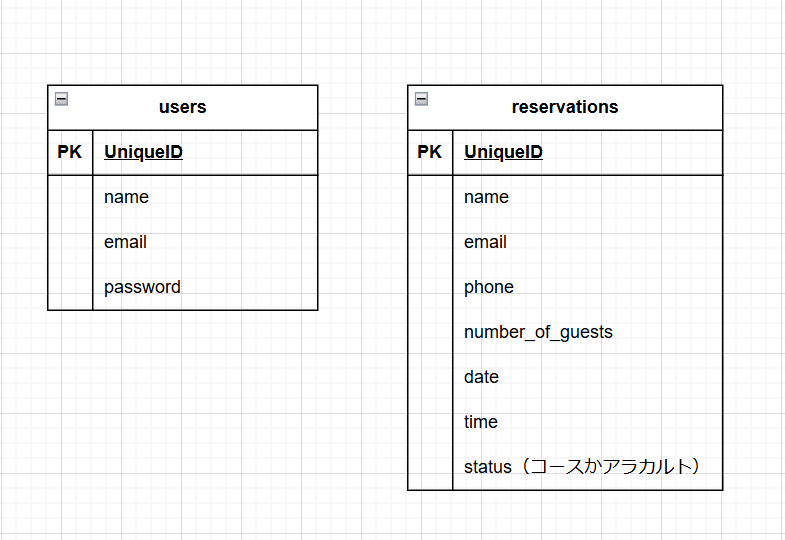 users
PK UniqueID
name
email
password
reservations
PK UniqueID
name
email
phone
number_of_guests
date
time
status（コースかアラカルト）